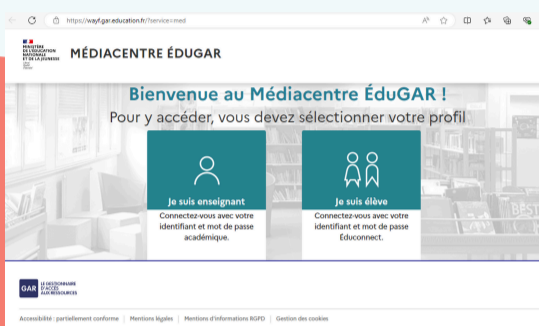 https://wayf.gar.education.fr/?service=med
MINISTÈRE
DE L'ÉDUCATION
NATIONALE
ET DE LA JEUNESSE
MÉDIACENTRE ÉDUGAR
Bienvenue au Médiacentre ÉduGAR !
Pour y accéder, vous devez sélectionner votre profil
Je suis enseignant
Connectez-vous avec votre
identifiant et mot de passe
académique.
Je suis élève
Connectez-vous avec votre
identifiant et mot de passe
Éduconnect.
BEST
GAR
LE GESTIONNAIRE
D'ACCÈS
AUX RESSOURCES
Accessibilité : partiellement conforme
Mentions légales
Mentions d'informations RGPD
Gestion des cookies